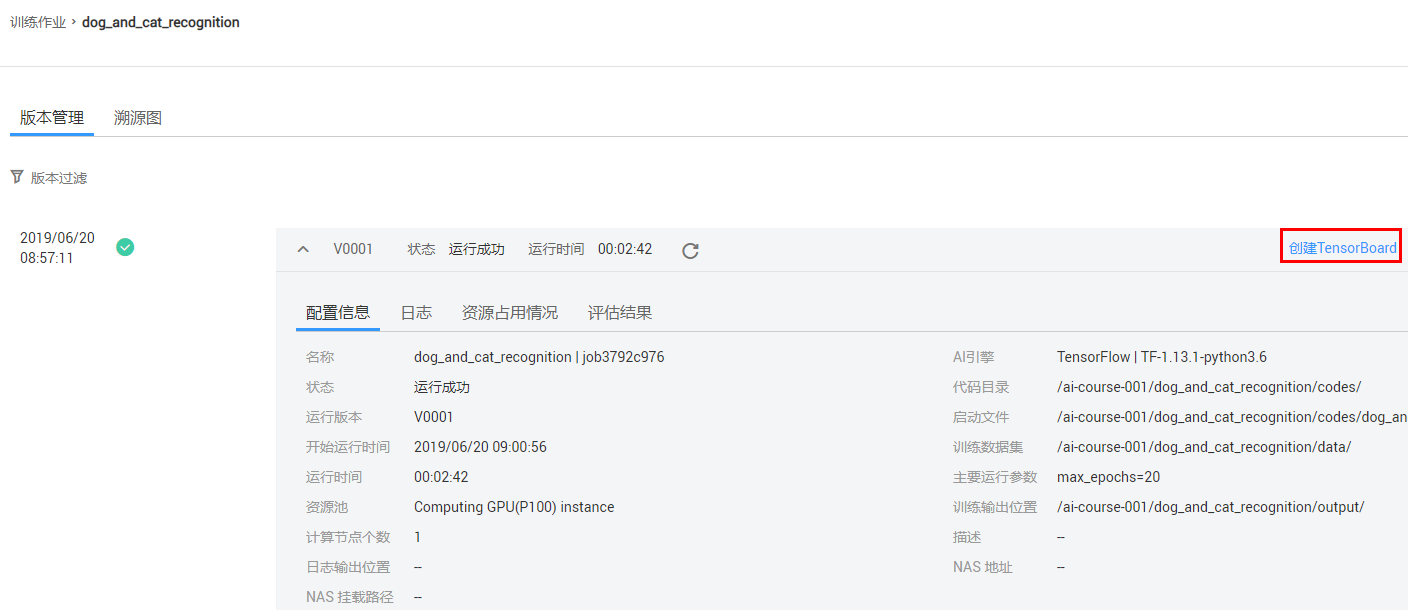 训练作业 › dog_and_cat_recognition
版本管理 溯源图
版本过滤
2019/06/20
08:57:11
V0001 状态 运行成功 运行时间 00:02:42 创建TensorBoard
配置信息 日志 资源占用情况 评估结果
名称 dog_and_cat_recognition | job3792c976 AI引擎 TensorFlow | TF-1.13.1-python3.6
状态 运行成功 代码目录 /ai-course-001/dog_and_cat_recognition/codes/
运行版本 V0001 启动文件 /ai-course-001/dog_and_cat_recognition/codes/dog_an
开始运行时间 2019/06/20 09:00:56 训练数据集 /ai-course-001/dog_and_cat_recognition/data/
运行时间 00:02:42 主要运行参数 max_epochs=20
资源池 Computing GPU(P100) instance 训练输出位置 /ai-course-001/dog_and_cat_recognition/output/
计算节点个数 1 描述 --
日志输出位置 -- NAS 地址 --
NAS 挂载路径 --